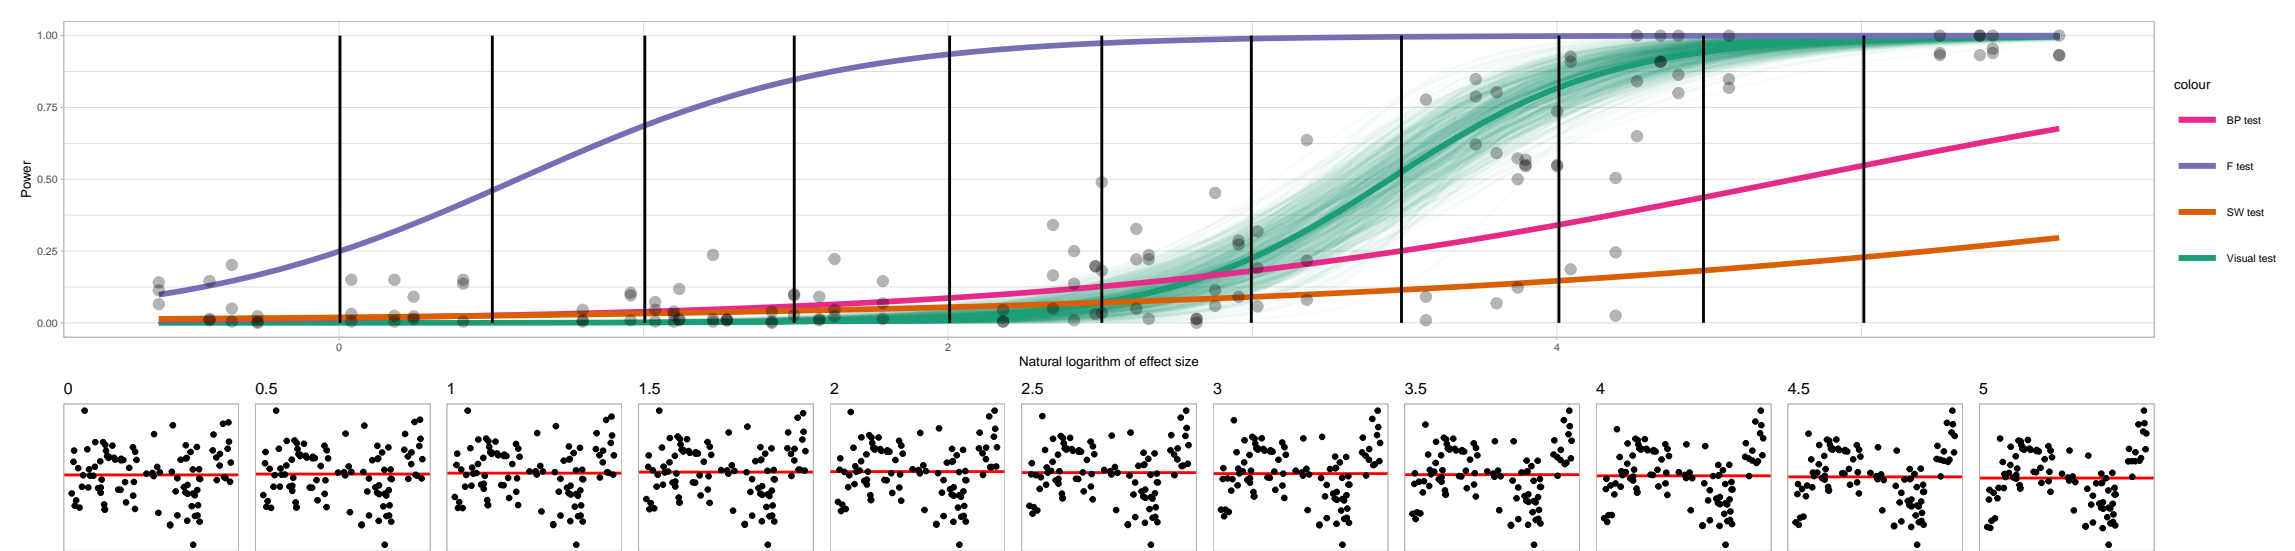 1.00
0.75
0.50
0.25
0.00
Power
0 2 4
Natural logarithm of effect size
colour
BP test
F test
SW test
Visual test
0 0.5 1 1.5 2 2.5 3 3.5 4 4.5 5